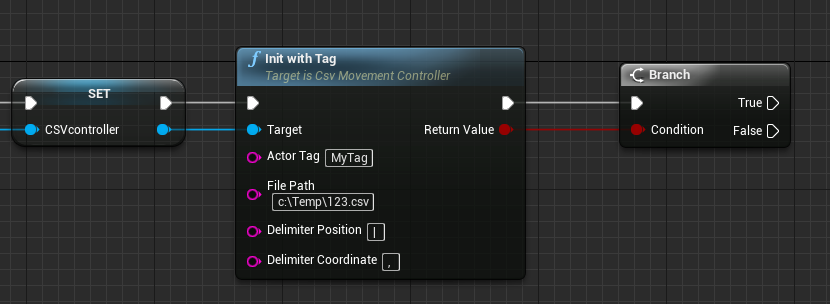 SET
CSVcontroller
f Init with Tag
Target is Csv Movement Controller
Target
Return Value
Actor Tag MyTag
File Path
c:\Temp\123.csv
Delimiter Position |
Delimiter Coordinate ,
Branch
True
Condition
False